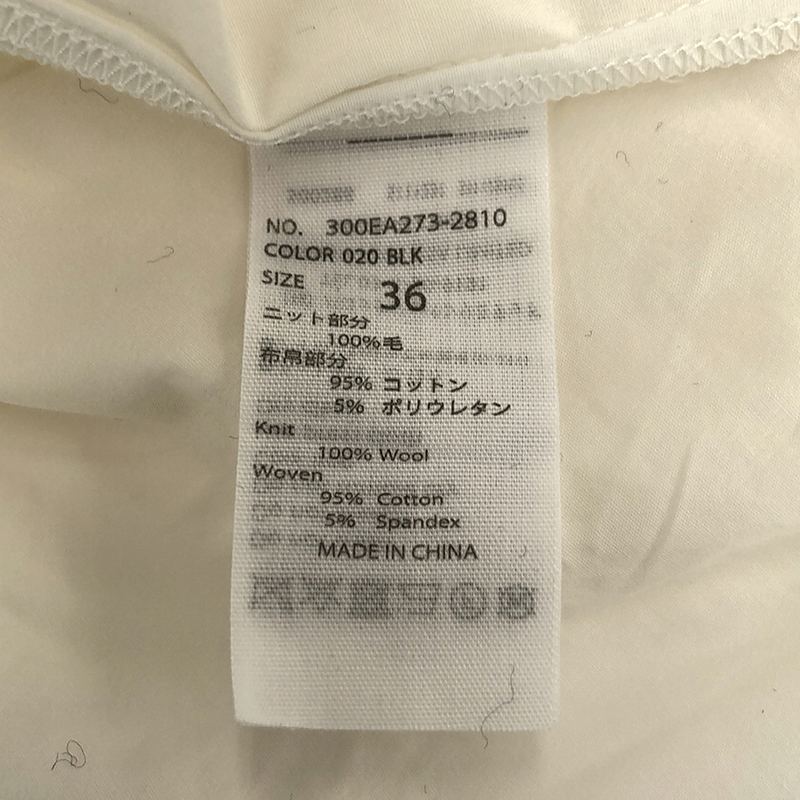 NO. 300EA273-2810
COLOR 020 BLK
SIZE 36
ニット部分
100%毛
布帛部分
95% コットン
5% ポリウレタン
Knit
100% Wool
Woven
95% Cotton
5% Spandex
MADE IN CHINA